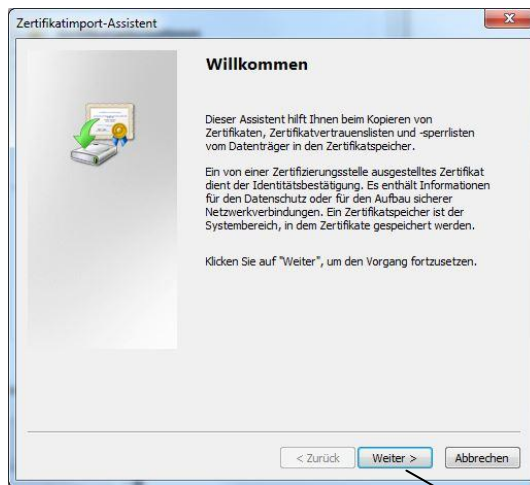 Zertifikatimport-Assistent
Willkommen
Dieser Assistent hilft Ihnen beim Kopieren von
Zertifikaten, Zertifikatvertrauenslisten und -sperrlisten
vom Datenträger in den Zertifikatspeicher.
Ein von einer Zertifizierungsstelle ausgestelltes Zertifikat
dient der Identitätsbestätigung. Es enthält Informationen
für den Datenschutz oder für den Aufbau sicherer
Netzwerkverbindungen. Ein Zertifikatspeicher ist der
Systembereich, in dem Zertifikate gespeichert werden.
Klicken Sie auf "Weiter", um den Vorgang fortzusetzen.
< Zurück Weiter > Abbrechen